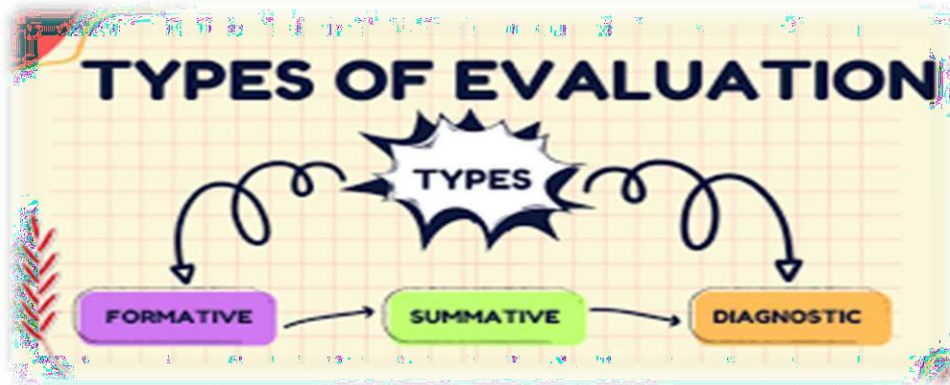 TYPES OF EVALUATION
TYPES
FORMATIVE
SUMMATIVE
DIAGNOSTIC